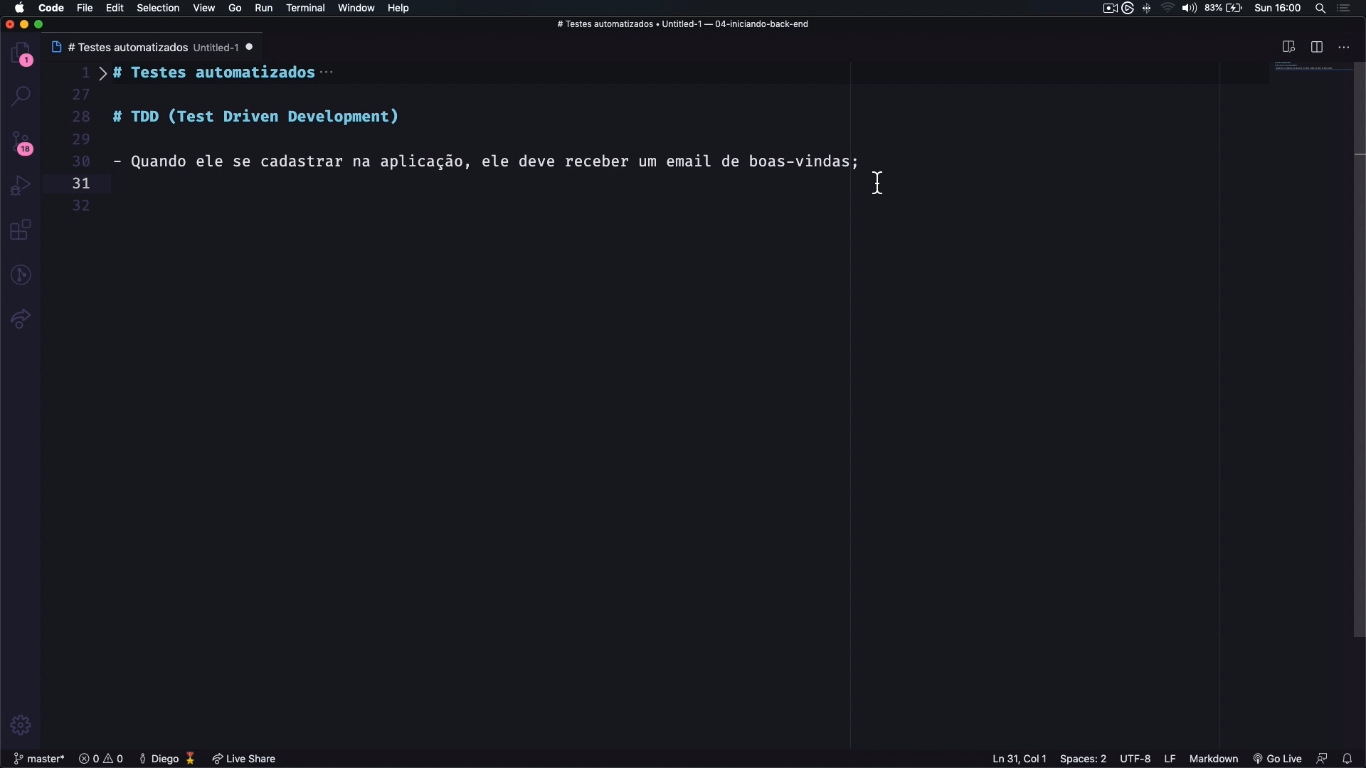 Code File Edit Selection View Go Run Terminal Window Help 83% Sun 16:00
# Testes automatizados • Untitled-1 — 04-iniciando-back-end
# Testes automatizados Untitled-1
1 # Testes automatizados ···
27
28 # TDD (Test Driven Development)
29
30 - Quando ele se cadastrar na aplicação, ele deve receber um email de boas-vindas;
31
32
1
18
master* 0 0 Diego Live Share Ln 31, Col 1 Spaces: 2 UTF-8 LF Markdown Go Live